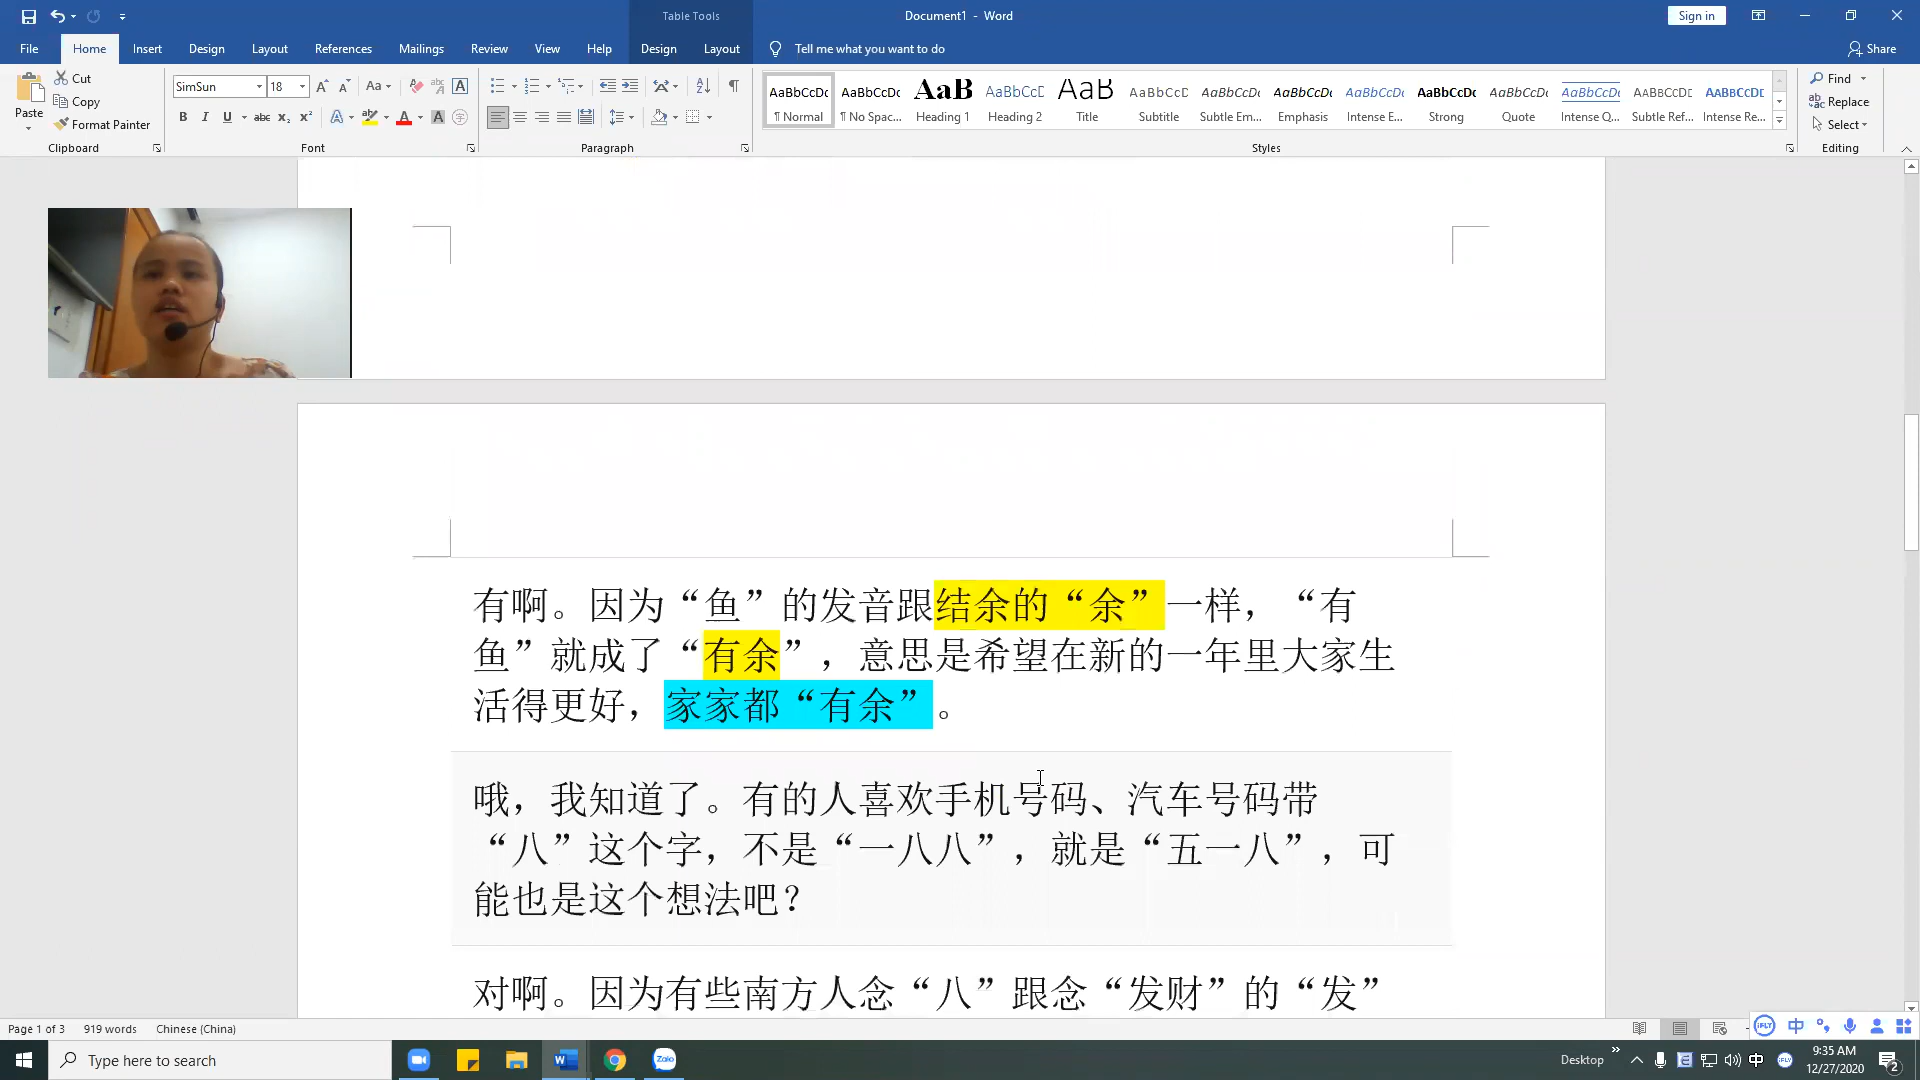 Table Tools
Document1 - Word
Sign in
File Home Insert Design Layout References Mailings Review View Help Design Layout Tell me what you want to do Share
Paste
Cut
Copy
Format Painter
Clipboard
SimSun 18
Font
Paragraph
AaBbCcDc AaBbCcDc AaB AaBbCcD AaB AaBbCcD AaBbCcDc AaBbCcDc AaBbCcDc AaBbCcDc AaBbCcDc AaBbCcDc AABBCCDE AABBCCDE
¶ Normal ¶ No Spac... Heading 1 Heading 2 Title Subtitle Subtle Em... Emphasis Intense E... Strong Quote Intense Q... Subtle Ref... Intense Re...
Styles
Find
Replace
Select
Editing
有啊。因为“鱼”的发音跟结余的“余”一样，“有
鱼”就成了“有余”，意思是希望在新的一年里大家生
活得更好，家家都“有余”。
哦，我知道了。有的人喜欢手机号码、汽车号码带
“八”这个字，不是“一八八”，就是“五一八”，可
能也是这个想法吧？
对啊。因为有些南方人念“八”跟念“发财”的“发”
Page 1 of 3 919 words Chinese (China)
iFLY 中
Type here to search
Zalo
Desktop
中
9:35 AM
12/27/2020
2